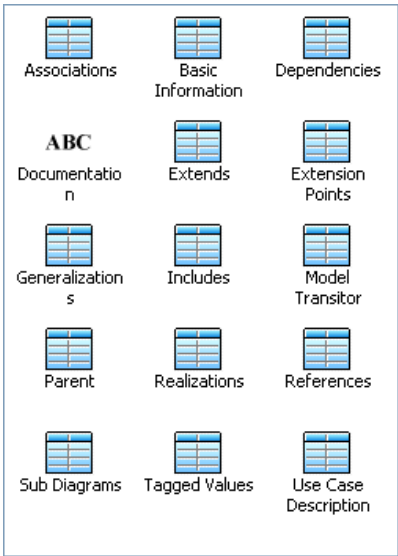 Associations
Basic
Information
Dependencies
ABC
Documentatio
n
Extends
Extension
Points
Generalization
s
Includes
Model
Transitor
Parent
Realizations
References
Sub Diagrams
Tagged Values
Use Case
Description